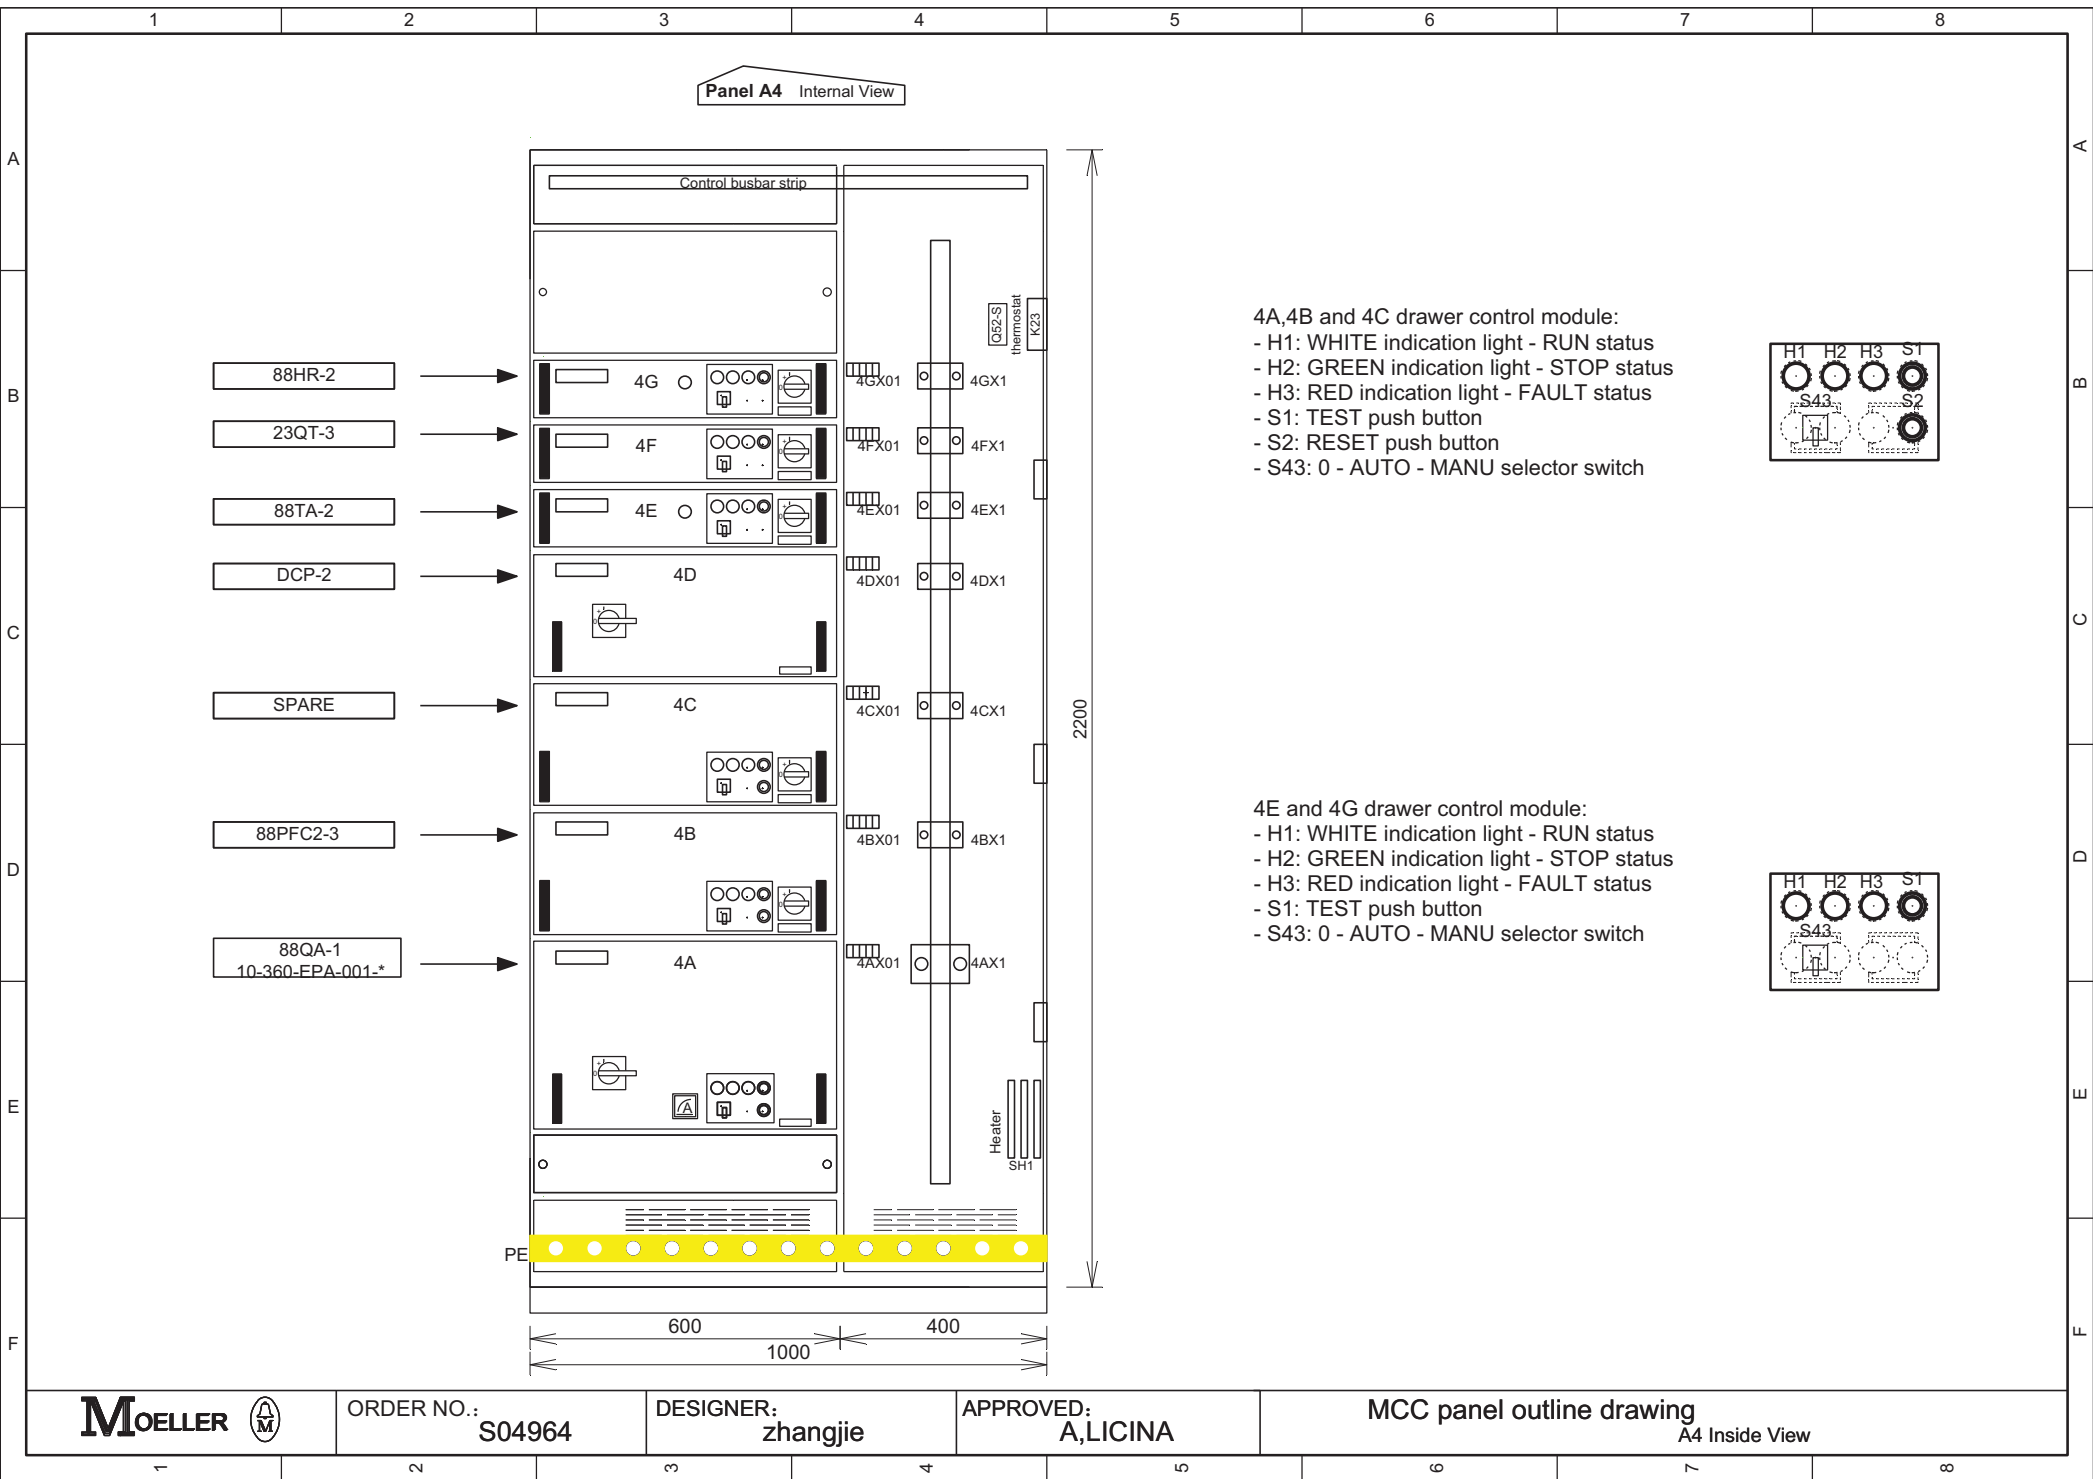 1 2 3 4 5 6 7 8
Panel A4 Internal View
A A
Control busbar strip
Q52-S
thermostat
K23
B B
88HR-2
4G
4GX01
4GX1
23QT-3
4F
4FX01
4FX1
88TA-2
4E
4EX01
4EX1
DCP-2
4D
4DX01
4DX1
C C
SPARE
4C
4CX01
4CX1
2200
88PFC2-3
4B
4BX01
4BX1
D D
88QA-1
10-360-EPA-001-*
4A
4AX01
4AX1
A
E E
Heater
SH1
PE
600
400
1000
F F
4A,4B and 4C drawer control module:
- H1: WHITE indication light - RUN status
- H2: GREEN indication light - STOP status
- H3: RED indication light - FAULT status
- S1: TEST push button
- S2: RESET push button
- S43: 0 - AUTO - MANU selector switch
H1 H2 H3 S1
S43 S2
4E and 4G drawer control module:
- H1: WHITE indication light - RUN status
- H2: GREEN indication light - STOP status
- H3: RED indication light - FAULT status
- S1: TEST push button
- S43: 0 - AUTO - MANU selector switch
H1 H2 H3 S1
S43
MOELLER M
ORDER NO.:
S04964
DESIGNER:
zhangjie
APPROVED:
A,LICINA
MCC panel outline drawing
A4 Inside View
1 2 3 4 5 6 7 8